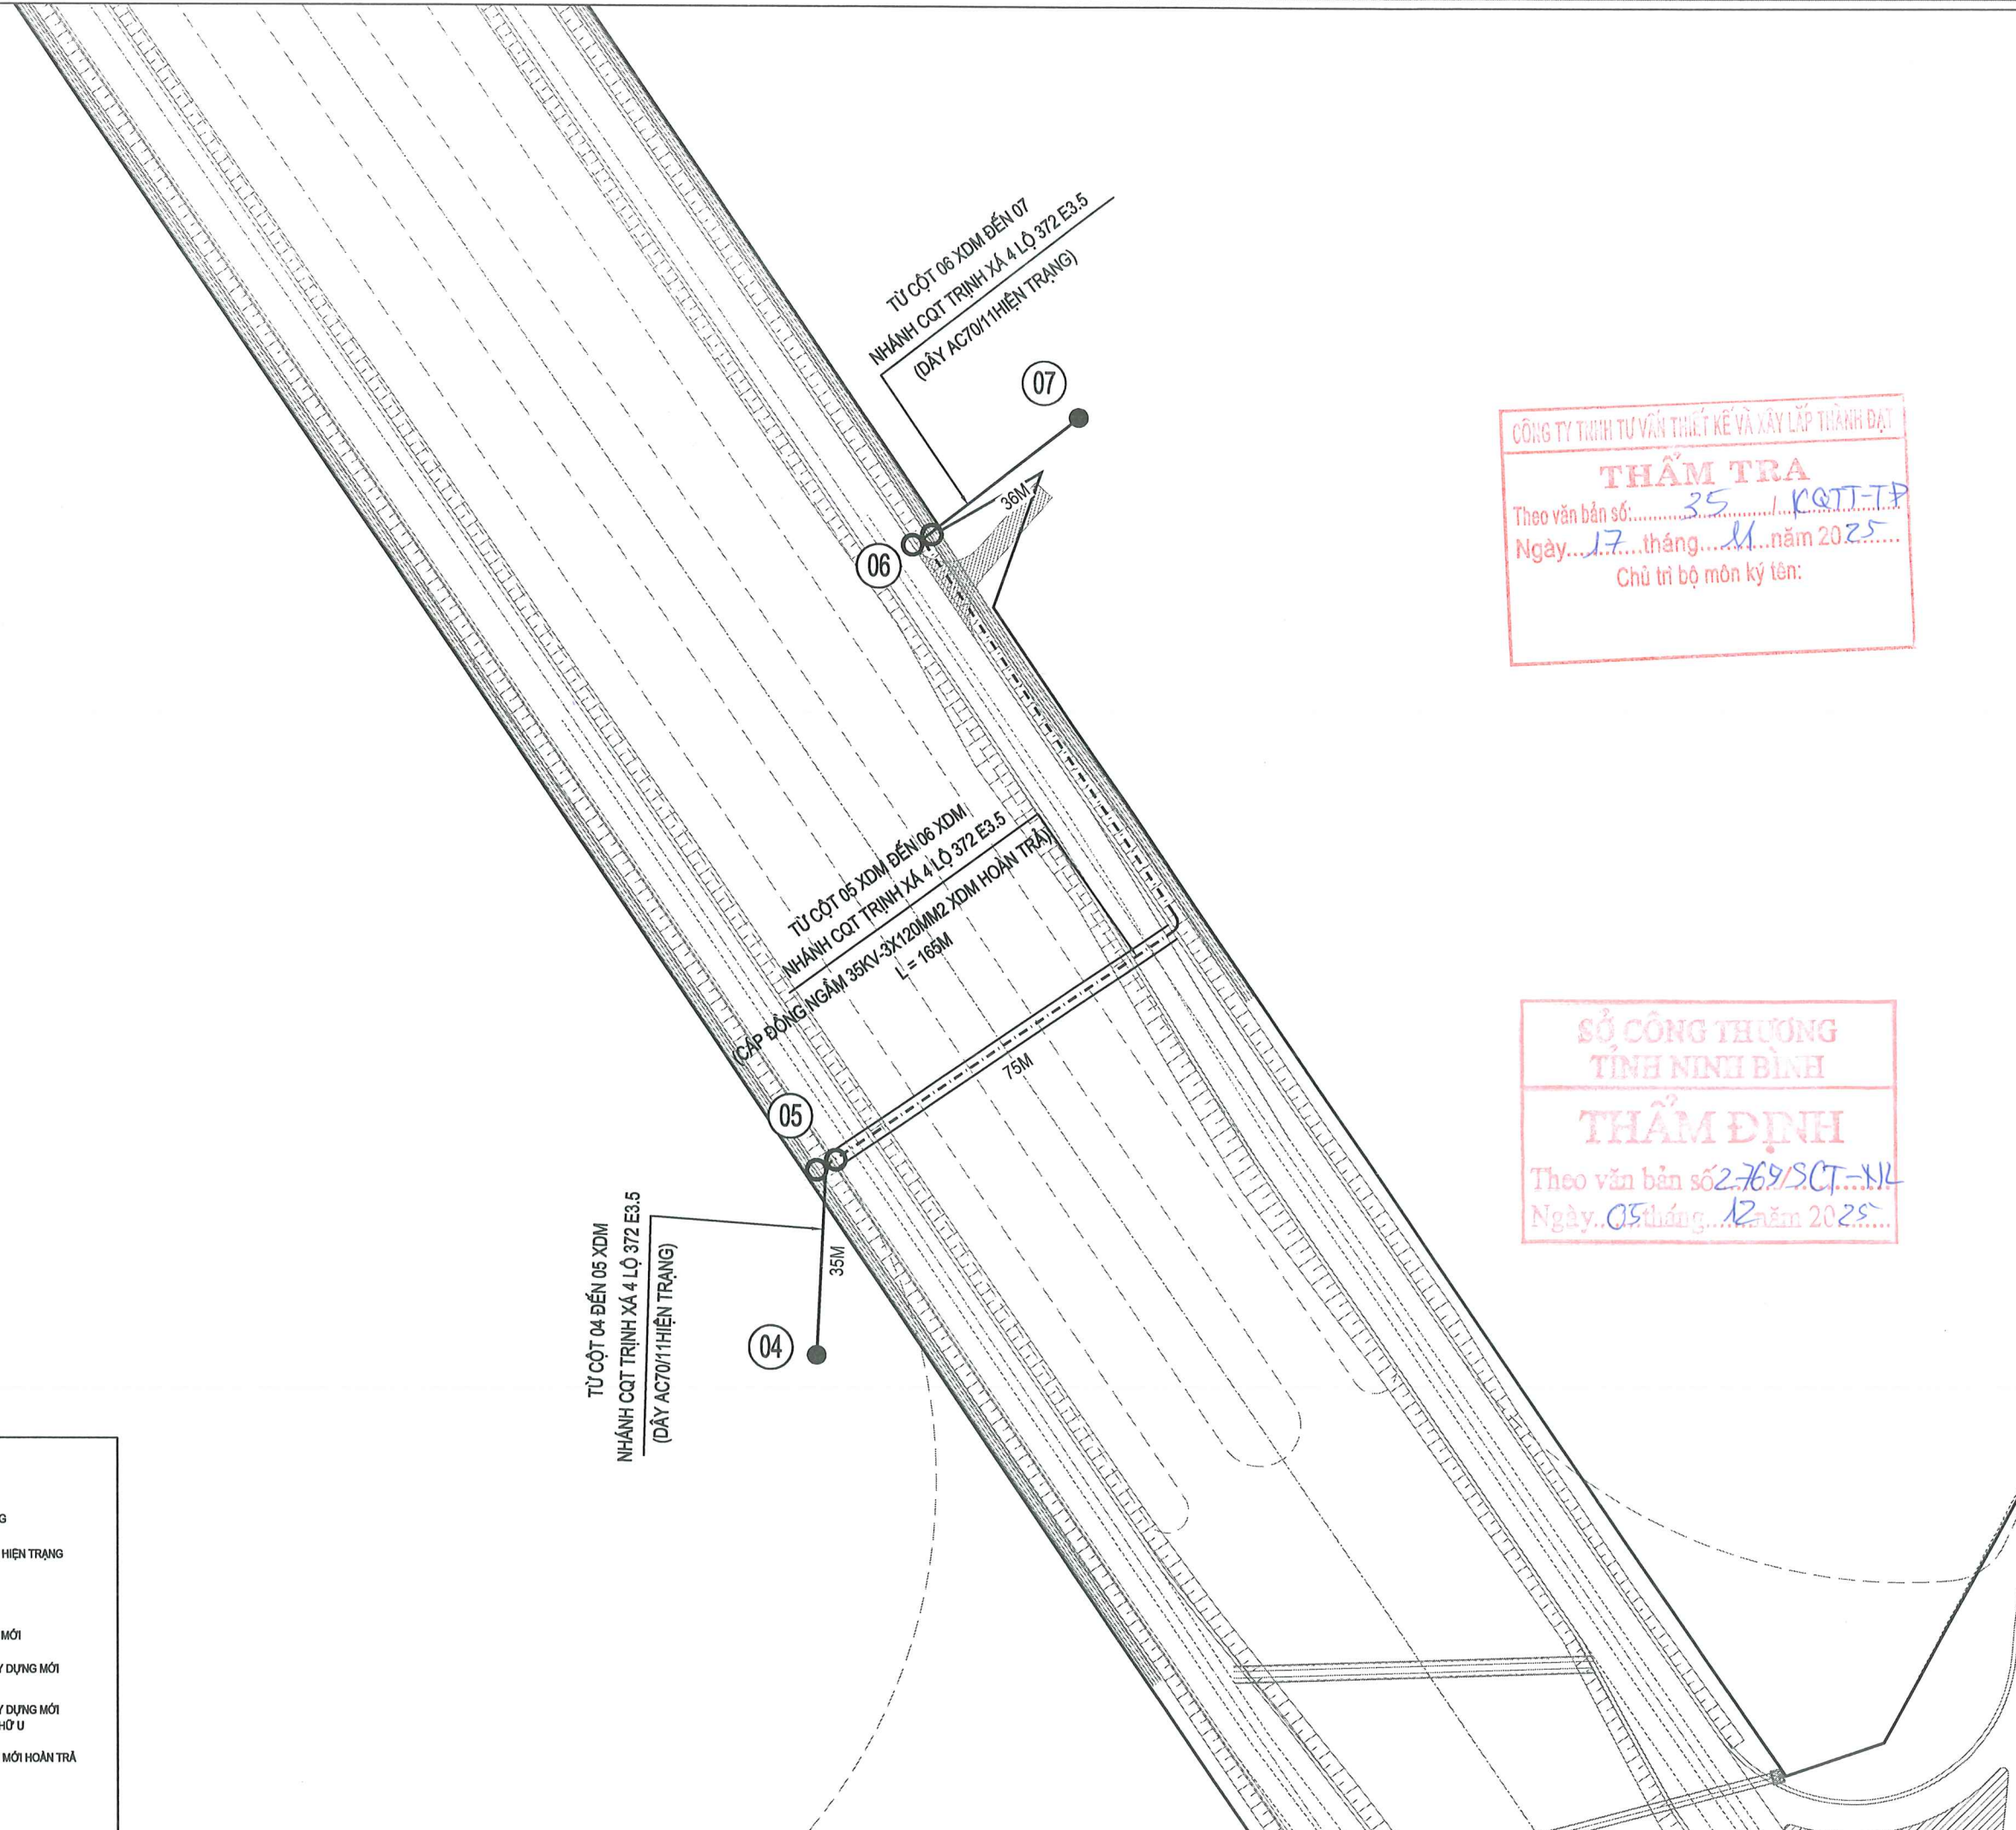 TỪ CỘT 06 XDM ĐẾN 07
NHÁNH CQT TRỊNH XÁ 4 LỘ 372 E3.5
(DÂY AC70/11HIỆN TRẠNG)
07
36M
06
CÔNG TY TNHH TƯ VẤN THIẾT KẾ VÀ XÂY LẮP THÀNH ĐẠT
THẨM TRA
Theo văn bản số:.......35......./...KQTT-TP
Ngày...17...tháng...11...năm 2025......
Chủ trì bộ môn ký tên:
TỪ CỘT 05 XDM ĐẾN 06 XDM
NHÁNH CQT TRỊNH XÁ 4 LỘ 372 E3.5
(CÁP ĐỒNG NGẦM 35KV-3X120MM2 XDM HOÀN TRẢ)
L = 165M
75M
05
SỞ CÔNG THƯƠNG
TỈNH NINH BÌNH
THẨM ĐỊNH
Theo văn bản số 2769/SCT-NL
Ngày..05 tháng...12 năm 2025......
TỪ CỘT 04 ĐẾN 05 XDM
NHÁNH CQT TRỊNH XÁ 4 LỘ 372 E3.5
(DÂY AC70/11HIỆN TRẠNG)
35M
04
G
HIỆN TRẠNG
MỚI
Y DỰNG MỚI
Y DỰNG MỚI
HỮ U
MỚI HOÀN TRẢ